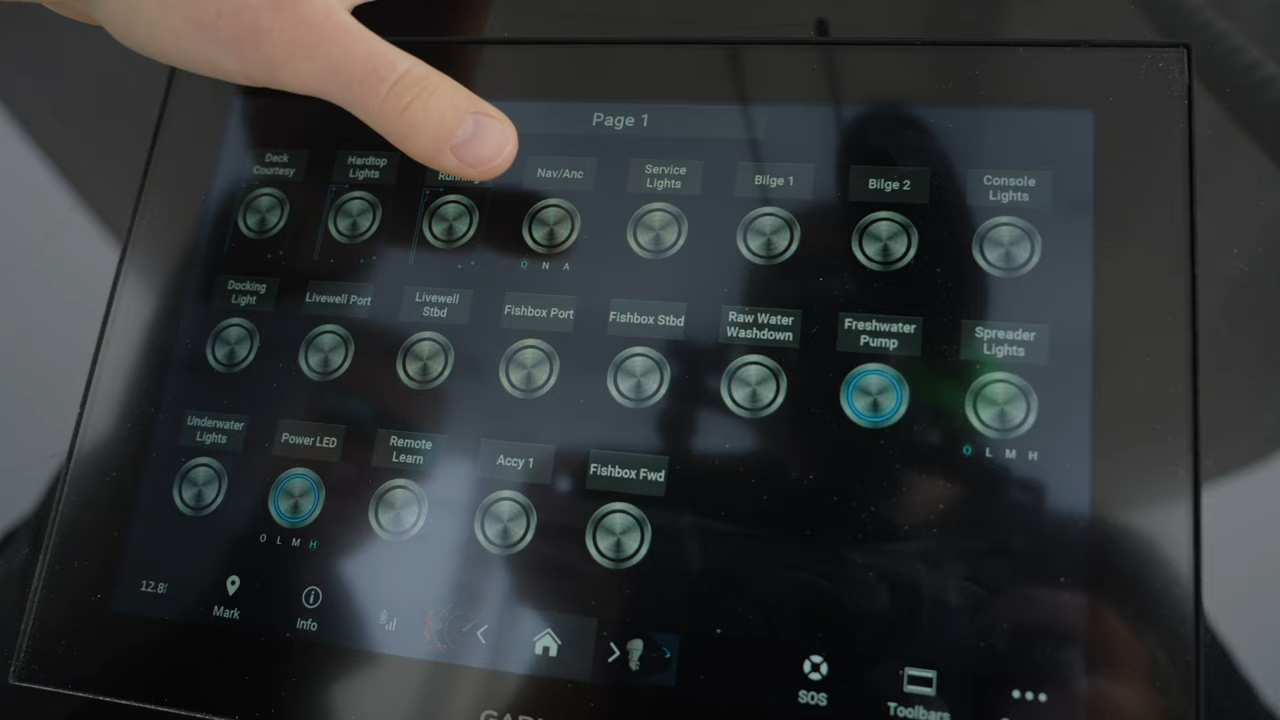 Page 1
Deck
Courtesy
Hardtop
Lights
Nav/Anc
Service
Lights
Bilge 1
Bilge 2
Console
Lights
O N A
Docking
Light
Livewell Port
Livewell
Stbd
Fishbox Port
Fishbox Stbd
Raw Water
Washdown
Freshwater
Pump
Spreader
Lights
O L M H
Underwater
Lights
Power LED
Remote
Learn
Accy 1
Fishbox Fwd
O L M H
Mark
Info
SOS
Toolbars